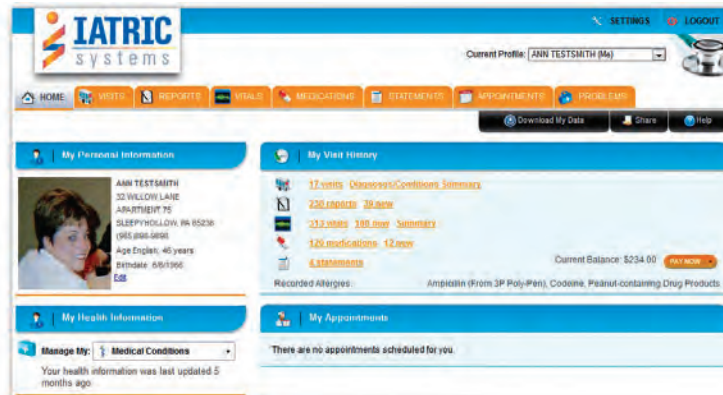 IATRIC
systems
SETTINGS LOGOUT
Current Profile: ANN TESTSMITH (Me)
HOME VISITS REPORTS VITALS MEDICATIONS STATEMENTS APPOINTMENTS PROBLEMS
Download My Data Share Help
My Personal Information
ANN TESTSMITH
32 WILLOW LANE
APARTMENT 75
SLEEPYHOLLOW, PA 65238
Age English, 46 years
Birthdate: 6/8/1966
Edit
My Visit History
17 visits Diagnosis/Conditions Summary
230 reports 28 new
213 vitals 180 new Summary
120 medications 12 new
4 statements
Current Balance: $234.00 PAY NOW
Recorded Allergies: Ampicillin (From 3P Poly-Pen), Codeine, Peanut-containing Drug Products
My Health Information
Manage My: Medical Conditions
Your health information was last updated 5
months ago
My Appointments
There are no appointments scheduled for you.